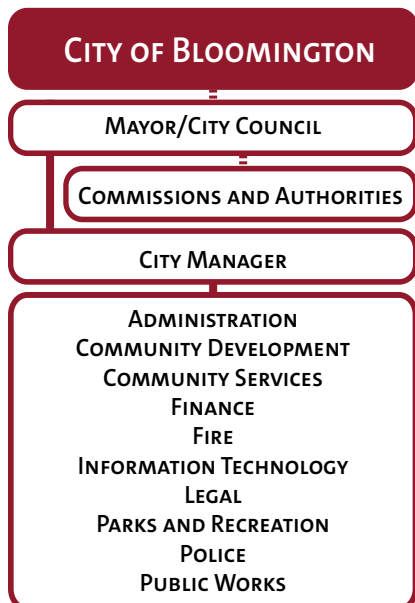 City of Bloomington
Mayor/City Council
Commissions and Authorities
City Manager
Administration
Community Development
Community Services
Finance
Fire
Information Technology
Legal
Parks and Recreation
Police
Public Works